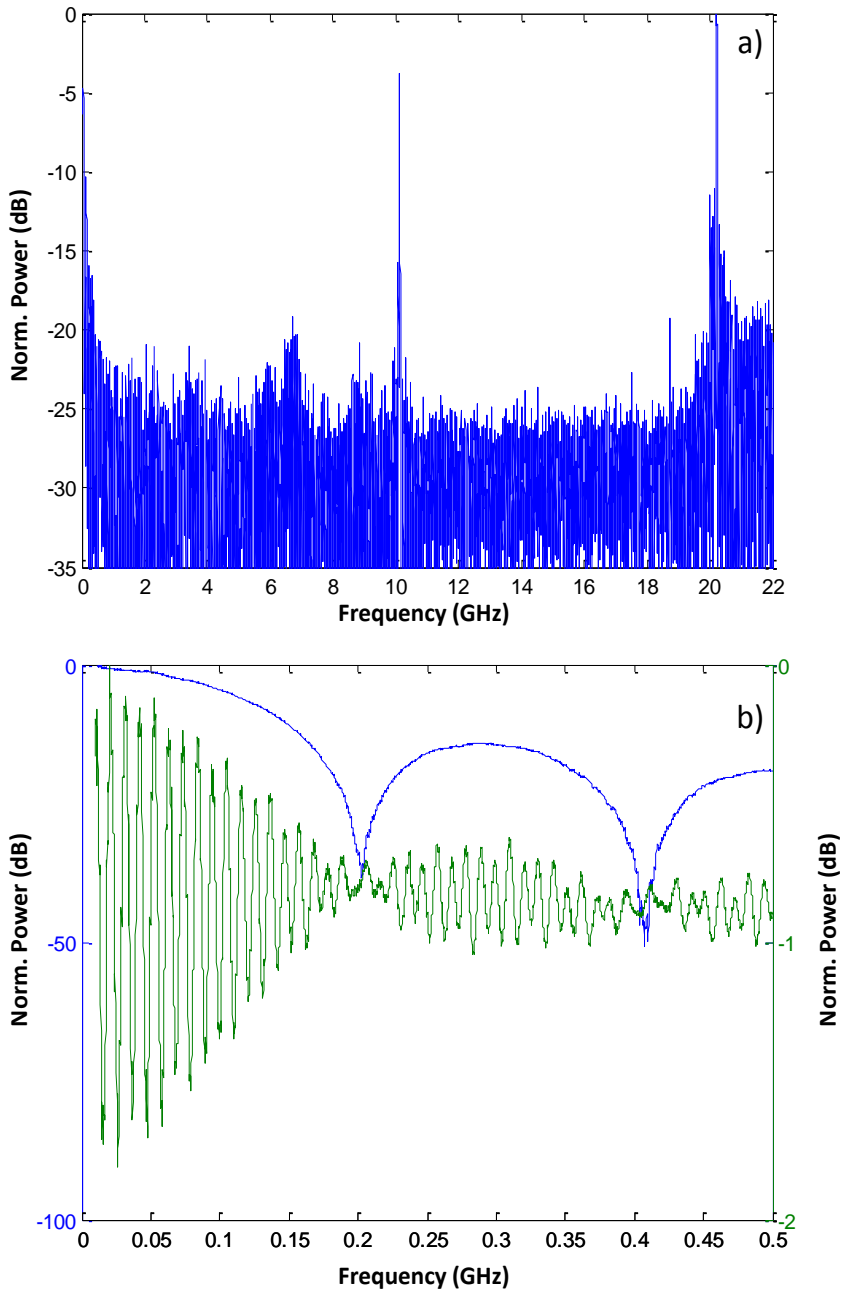 0
a)
-5
-10
-15
-20
-25
-30
-35
Norm. Power (dB)
0 2 4 6 8 10 12 14 16 18 20 22
Frequency (GHz)
0 0
b)
-50 -1
-100 -2
Norm. Power (dB)
Norm. Power (dB)
0 0.05 0.1 0.15 0.2 0.25 0.3 0.35 0.4 0.45 0.5
Frequency (GHz)